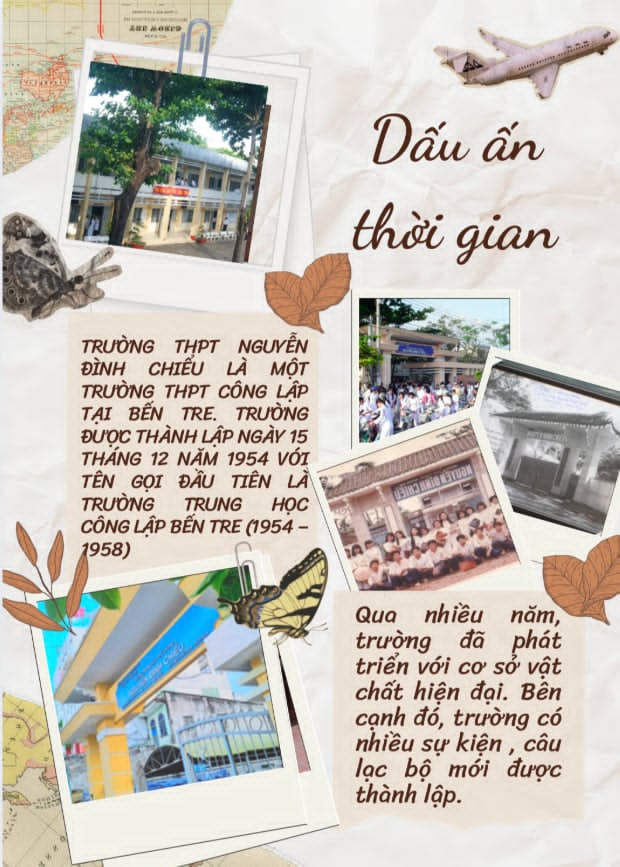 Dấu ấn
thời gian
TRƯỜNG THPT NGUYỄN
ĐÌNH CHIỂU LÀ MỘT
TRƯỜNG THPT CÔNG LẬP
TẠI BẾN TRE. TRƯỜNG
ĐƯỢC THÀNH LẬP NGÀY 15
THÁNG 12 NĂM 1954 VỚI
TÊN GỌI ĐẦU TIÊN LÀ
TRƯỜNG TRUNG HỌC
CÔNG LẬP BẾN TRE (1954 –
1958)
NGUYEN DINH CHIEU
Qua nhiều năm,
trường đã phát
triển với cơ sở vật
chất hiện đại. Bên
cạnh đó, trường có
nhiều sự kiện , câu
lạc bộ mới được
thành lập.